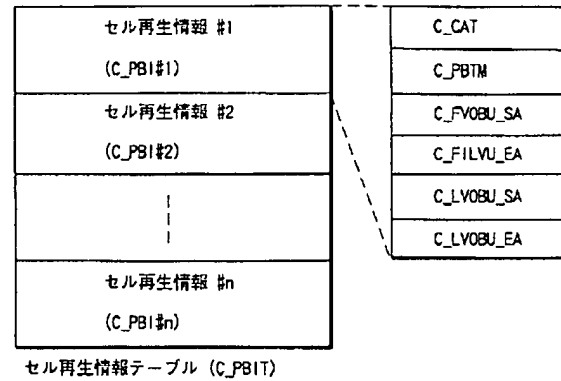 セル再生情報 #1
(C_PBI#1)
セル再生情報 #2
(C_PBI#2)
セル再生情報 #n
(C_PBI#n)
セル再生情報テーブル (C_PBIT)
C_CAT
C_PBTM
C_FVOBU_SA
C_FILVU_EA
C_LVOBU_SA
C_LVOBU_EA